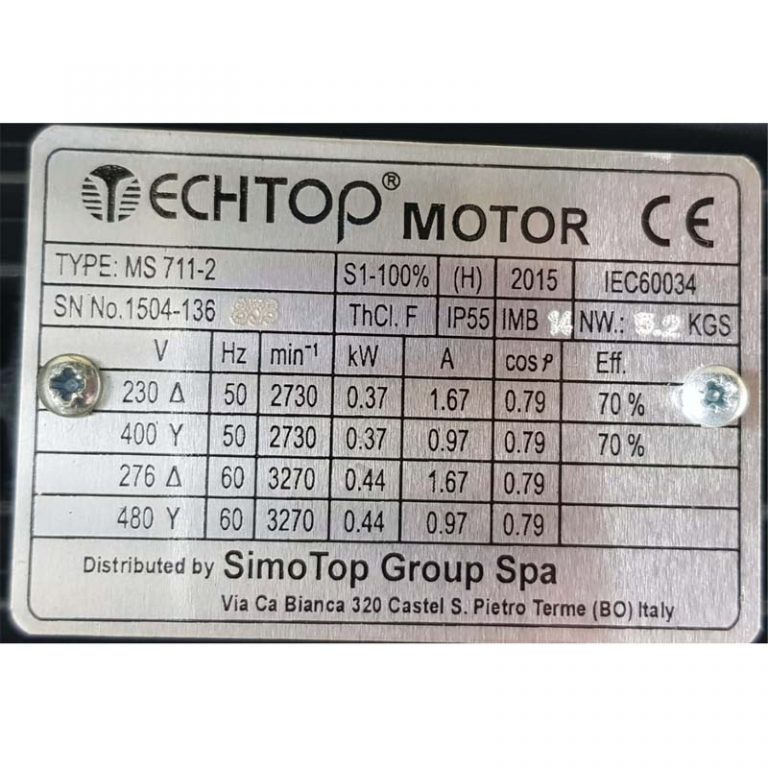 TECHTOP® MOTOR CE
TYPE: MS 711-2 S1-100% (H) 2015 IEC60034
SN No.1504-136 ThCl. F IP55 IMB 14 NW.: 5.2 KGS
V Hz min⁻¹ kW A cos ρ Eff.
230 Δ 50 2730 0.37 1.67 0.79 70 %
400 Y 50 2730 0.37 0.97 0.79 70 %
276 Δ 60 3270 0.44 1.67 0.79
480 Y 60 3270 0.44 0.97 0.79
Distributed by SimoTop Group Spa
Via Ca Bianca 320 Castel S. Pietro Terme (BO) Italy